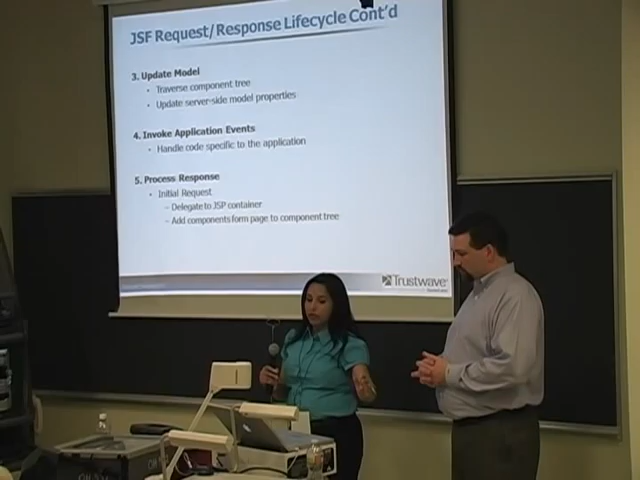 JSF Request/Response Lifecycle Cont'd
3. Update Model
• Traverse component tree
• Update server-side model properties
4. Invoke Application Events
• Handle code specific to the application
5. Process Response
• Initial Request
– Delegate to JSP container
– Add components form page to component tree
Trustwave